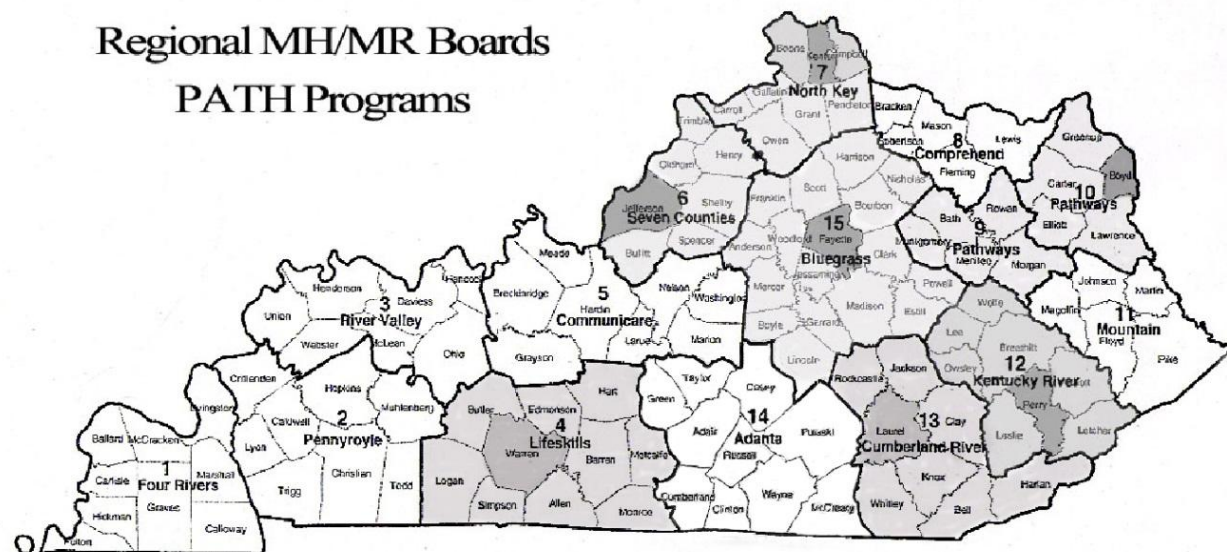 Regional MH/MR Boards
PATH Programs
Boone
Kenton
Campbell
7
North Key
Gallatin
Carroll
Grant
Pendleton
Trimble
Owen
Bracken
Mason
Robertson
Lewis
8
Comprehend
Fleming
Greenup
Carter
Boyd
10
Pathways
Elliott
Lawrence
Oldham
Henry
Jefferson
6
Shelby
Seven Counties
Spencer
Bullitt
Harrison
Scott
Nicholas
Franklin
Bourbon
15
Woodford
Fayette
Anderson
Bluegrass
Clark
Mercer
Madison
Powell
Estill
Boyle
Garrard
Lincoln
Bath
Rowan
9
Montgomery
Pathways
Menifee
Morgan
Johnson
Martin
Magoffin
11
Mountain
Floyd
Pike
Meade
Breckinridge
5
Hardin
Communicare
Nelson
Washington
Larue
Marion
Grayson
Hancock
Henderson
Daviess
3
Union
River Valley
McLean
Webster
Ohio
Wolfe
Lee
Breathitt
Owsley
12
Kentucky River
Perry
Leslie
Letcher
Crittenden
Livingston
Hopkins
Caldwell
2
Muhlenberg
Lyon
Pennyroyle
Christian
Trigg
Todd
Hart
Butler
Edmonson
4
Lifeskills
Warren
Barren
Metcalfe
Logan
Simpson
Allen
Monroe
Taylor
Casey
Green
14
Adair
Adanta
Pulaski
Russell
Cumberland
Wayne
Clinton
McCreary
Rockcastle
Jackson
Laurel
13
Clay
Cumberland River
Knox
Whitley
Bell
Harlan
Ballard
McCracken
1
Marshall
Carlisle
Four Rivers
Graves
Hickman
Calloway
Fulton